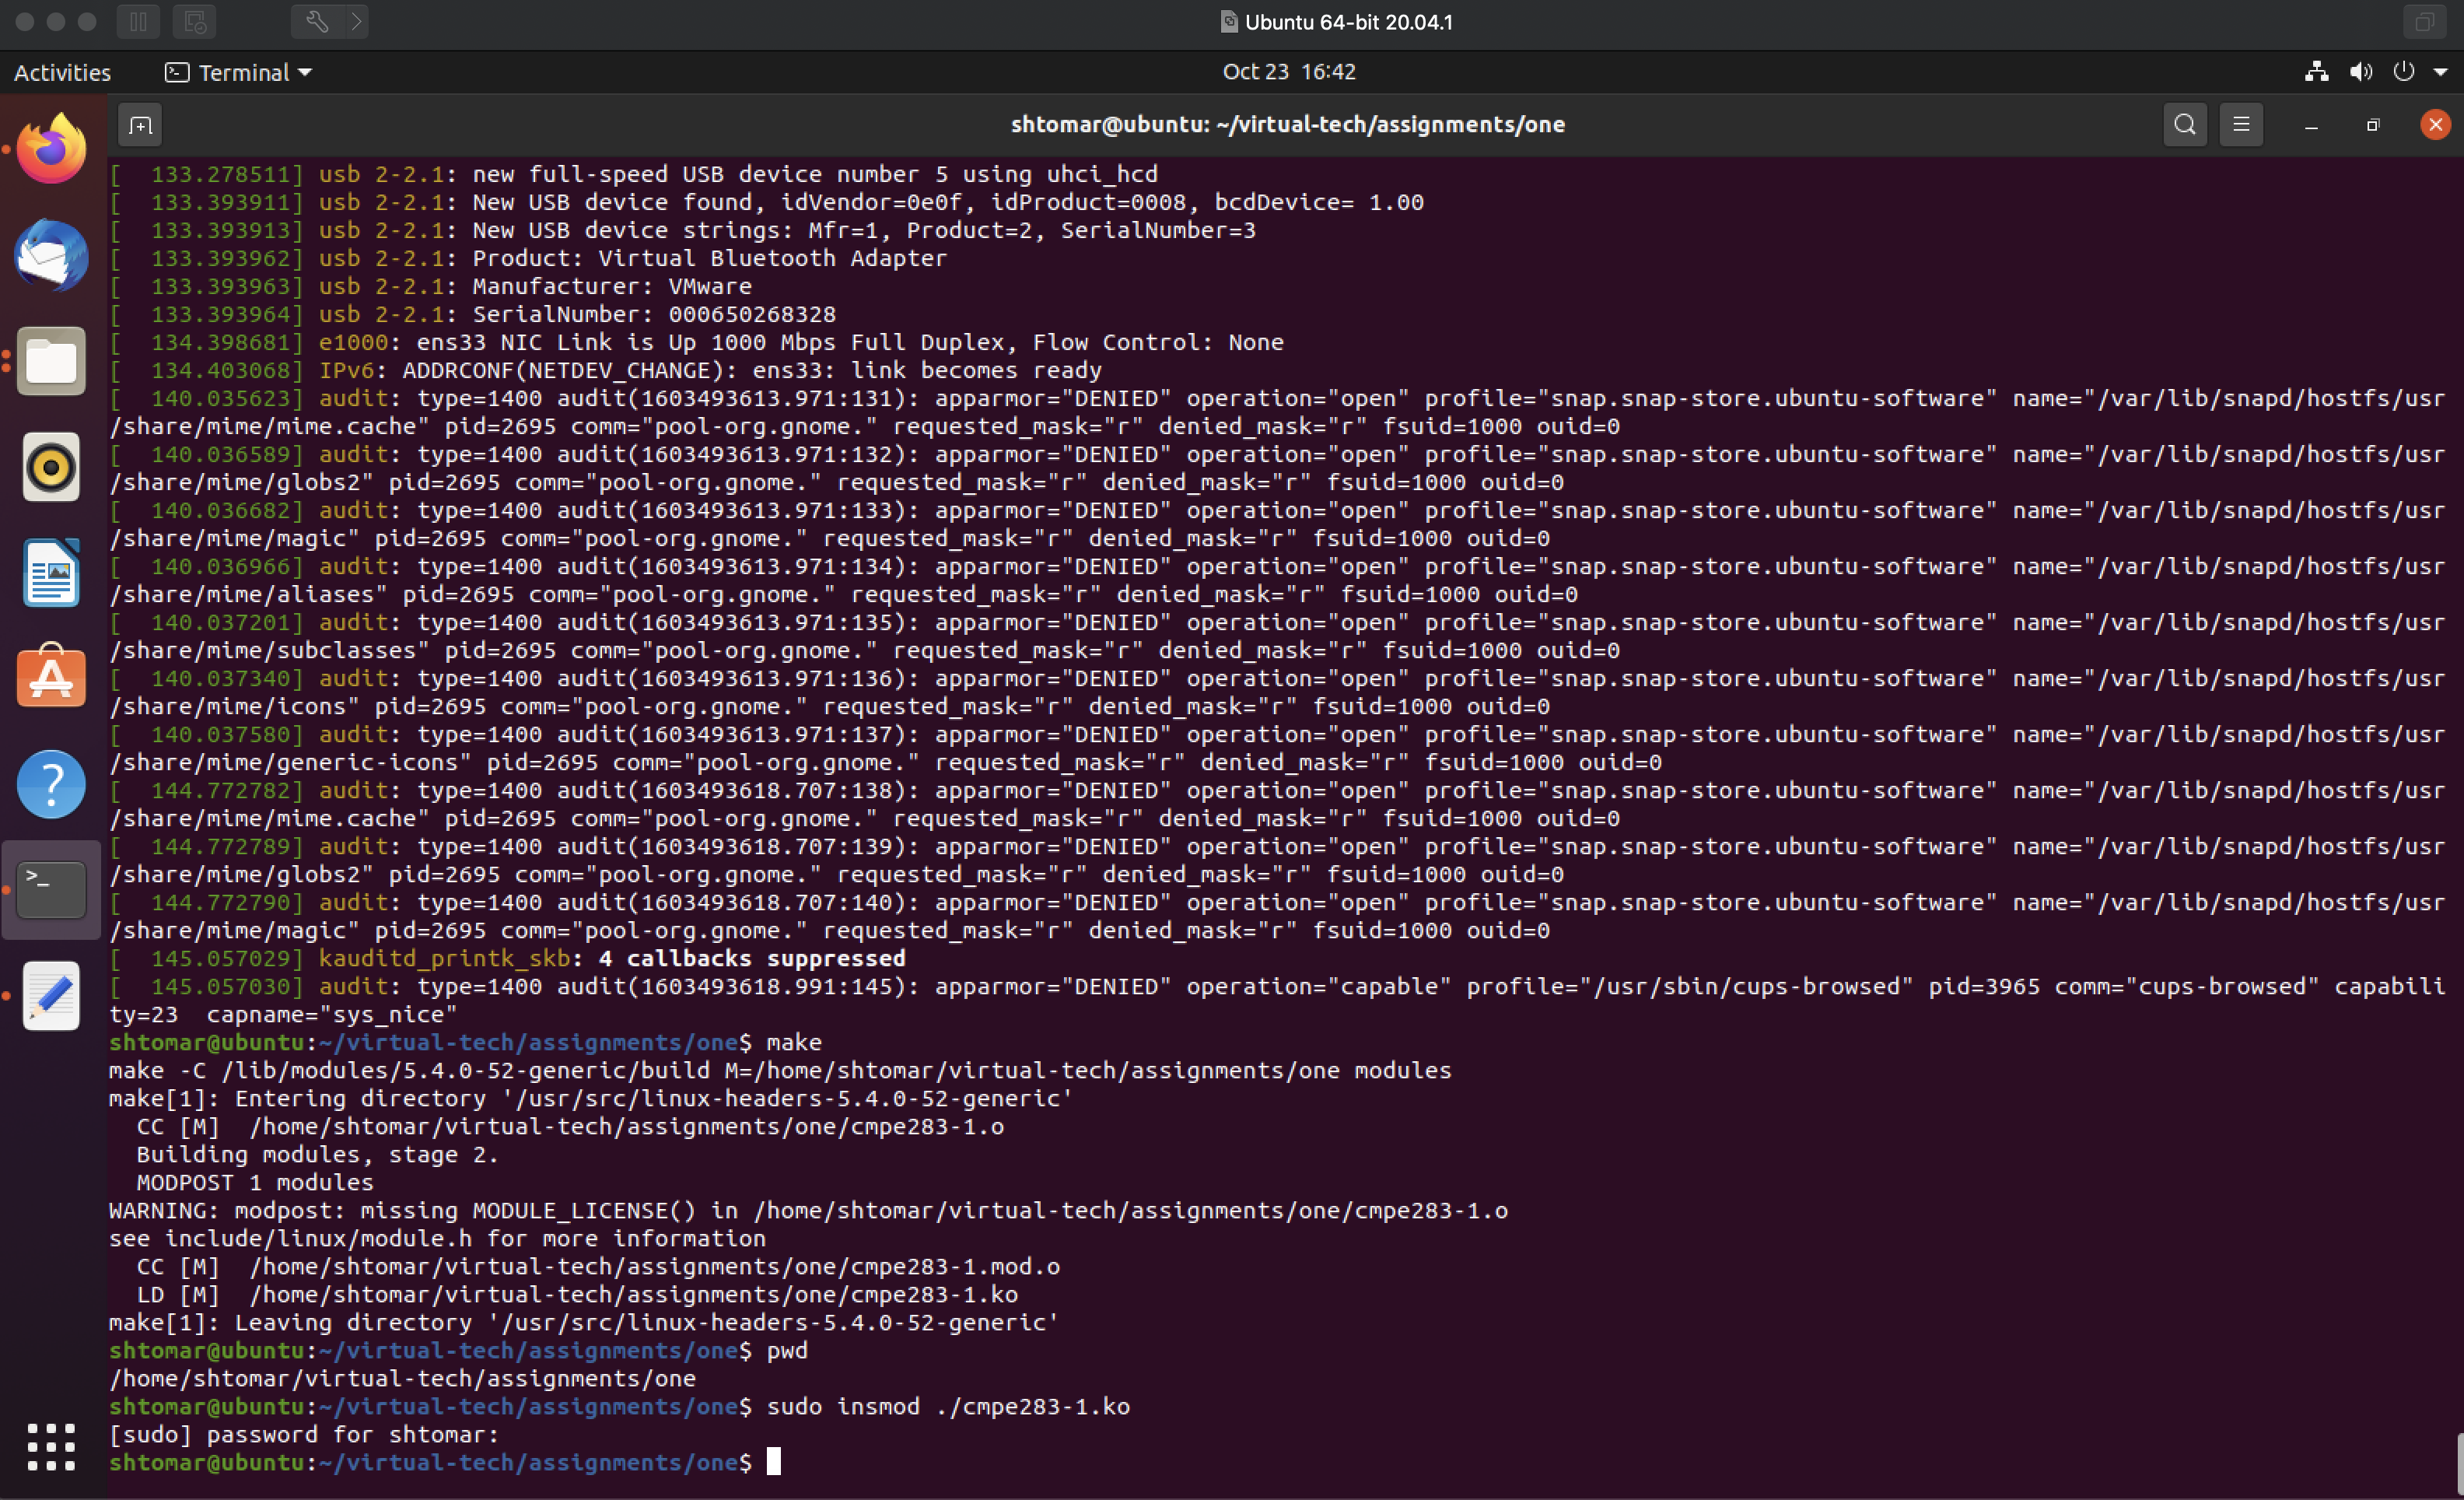 Ubuntu 64-bit 20.04.1
Activities Terminal Oct 23 16:42
shtomar@ubuntu: ~/virtual-tech/assignments/one
[  133.278511] usb 2-2.1: new full-speed USB device number 5 using uhci_hcd
[  133.393911] usb 2-2.1: New USB device found, idVendor=0e0f, idProduct=0008, bcdDevice= 1.00
[  133.393913] usb 2-2.1: New USB device strings: Mfr=1, Product=2, SerialNumber=3
[  133.393962] usb 2-2.1: Product: Virtual Bluetooth Adapter
[  133.393963] usb 2-2.1: Manufacturer: VMware
[  133.393964] usb 2-2.1: SerialNumber: 000650268328
[  134.398681] e1000: ens33 NIC Link is Up 1000 Mbps Full Duplex, Flow Control: None
[  134.403068] IPv6: ADDRCONF(NETDEV_CHANGE): ens33: link becomes ready
[  140.035623] audit: type=1400 audit(1603493613.971:131): apparmor="DENIED" operation="open" profile="snap.snap-store.ubuntu-software" name="/var/lib/snapd/hostfs/usr
/share/mime/mime.cache" pid=2695 comm="pool-org.gnome." requested_mask="r" denied_mask="r" fsuid=1000 ouid=0
[  140.036589] audit: type=1400 audit(1603493613.971:132): apparmor="DENIED" operation="open" profile="snap.snap-store.ubuntu-software" name="/var/lib/snapd/hostfs/usr
/share/mime/globs2" pid=2695 comm="pool-org.gnome." requested_mask="r" denied_mask="r" fsuid=1000 ouid=0
[  140.036682] audit: type=1400 audit(1603493613.971:133): apparmor="DENIED" operation="open" profile="snap.snap-store.ubuntu-software" name="/var/lib/snapd/hostfs/usr
/share/mime/magic" pid=2695 comm="pool-org.gnome." requested_mask="r" denied_mask="r" fsuid=1000 ouid=0
[  140.036966] audit: type=1400 audit(1603493613.971:134): apparmor="DENIED" operation="open" profile="snap.snap-store.ubuntu-software" name="/var/lib/snapd/hostfs/usr
/share/mime/aliases" pid=2695 comm="pool-org.gnome." requested_mask="r" denied_mask="r" fsuid=1000 ouid=0
[  140.037201] audit: type=1400 audit(1603493613.971:135): apparmor="DENIED" operation="open" profile="snap.snap-store.ubuntu-software" name="/var/lib/snapd/hostfs/usr
/share/mime/subclasses" pid=2695 comm="pool-org.gnome." requested_mask="r" denied_mask="r" fsuid=1000 ouid=0
[  140.037340] audit: type=1400 audit(1603493613.971:136): apparmor="DENIED" operation="open" profile="snap.snap-store.ubuntu-software" name="/var/lib/snapd/hostfs/usr
/share/mime/icons" pid=2695 comm="pool-org.gnome." requested_mask="r" denied_mask="r" fsuid=1000 ouid=0
[  140.037580] audit: type=1400 audit(1603493613.971:137): apparmor="DENIED" operation="open" profile="snap.snap-store.ubuntu-software" name="/var/lib/snapd/hostfs/usr
/share/mime/generic-icons" pid=2695 comm="pool-org.gnome." requested_mask="r" denied_mask="r" fsuid=1000 ouid=0
[  144.772782] audit: type=1400 audit(1603493618.707:138): apparmor="DENIED" operation="open" profile="snap.snap-store.ubuntu-software" name="/var/lib/snapd/hostfs/usr
/share/mime/mime.cache" pid=2695 comm="pool-org.gnome." requested_mask="r" denied_mask="r" fsuid=1000 ouid=0
[  144.772789] audit: type=1400 audit(1603493618.707:139): apparmor="DENIED" operation="open" profile="snap.snap-store.ubuntu-software" name="/var/lib/snapd/hostfs/usr
/share/mime/globs2" pid=2695 comm="pool-org.gnome." requested_mask="r" denied_mask="r" fsuid=1000 ouid=0
[  144.772790] audit: type=1400 audit(1603493618.707:140): apparmor="DENIED" operation="open" profile="snap.snap-store.ubuntu-software" name="/var/lib/snapd/hostfs/usr
/share/mime/magic" pid=2695 comm="pool-org.gnome." requested_mask="r" denied_mask="r" fsuid=1000 ouid=0
[  145.057029] kauditd_printk_skb: 4 callbacks suppressed
[  145.057030] audit: type=1400 audit(1603493618.991:145): apparmor="DENIED" operation="capable" profile="/usr/sbin/cups-browsed" pid=3965 comm="cups-browsed" capabili
ty=23  capname="sys_nice"
shtomar@ubuntu:~/virtual-tech/assignments/one$ make
make -C /lib/modules/5.4.0-52-generic/build M=/home/shtomar/virtual-tech/assignments/one modules
make[1]: Entering directory '/usr/src/linux-headers-5.4.0-52-generic'
  CC [M]  /home/shtomar/virtual-tech/assignments/one/cmpe283-1.o
  Building modules, stage 2.
  MODPOST 1 modules
WARNING: modpost: missing MODULE_LICENSE() in /home/shtomar/virtual-tech/assignments/one/cmpe283-1.o
see include/linux/module.h for more information
  CC [M]  /home/shtomar/virtual-tech/assignments/one/cmpe283-1.mod.o
  LD [M]  /home/shtomar/virtual-tech/assignments/one/cmpe283-1.ko
make[1]: Leaving directory '/usr/src/linux-headers-5.4.0-52-generic'
shtomar@ubuntu:~/virtual-tech/assignments/one$ pwd
/home/shtomar/virtual-tech/assignments/one
shtomar@ubuntu:~/virtual-tech/assignments/one$ sudo insmod ./cmpe283-1.ko
[sudo] password for shtomar:
shtomar@ubuntu:~/virtual-tech/assignments/one$